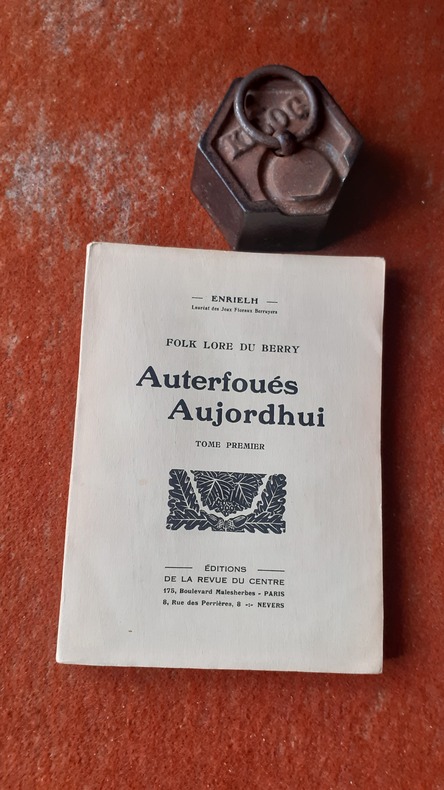 — ENRIELH —
Lauréat des Jeux Floraux Berruyers
FOLK LORE DU BERRY
Auterfoués
Aujordhui
TOME PREMIER
ÉDITIONS
DE LA REVUE DU CENTRE
175, Boulevard Malesherbes - PARIS
8, Rue des Perrières, 8 -:- NEVERS